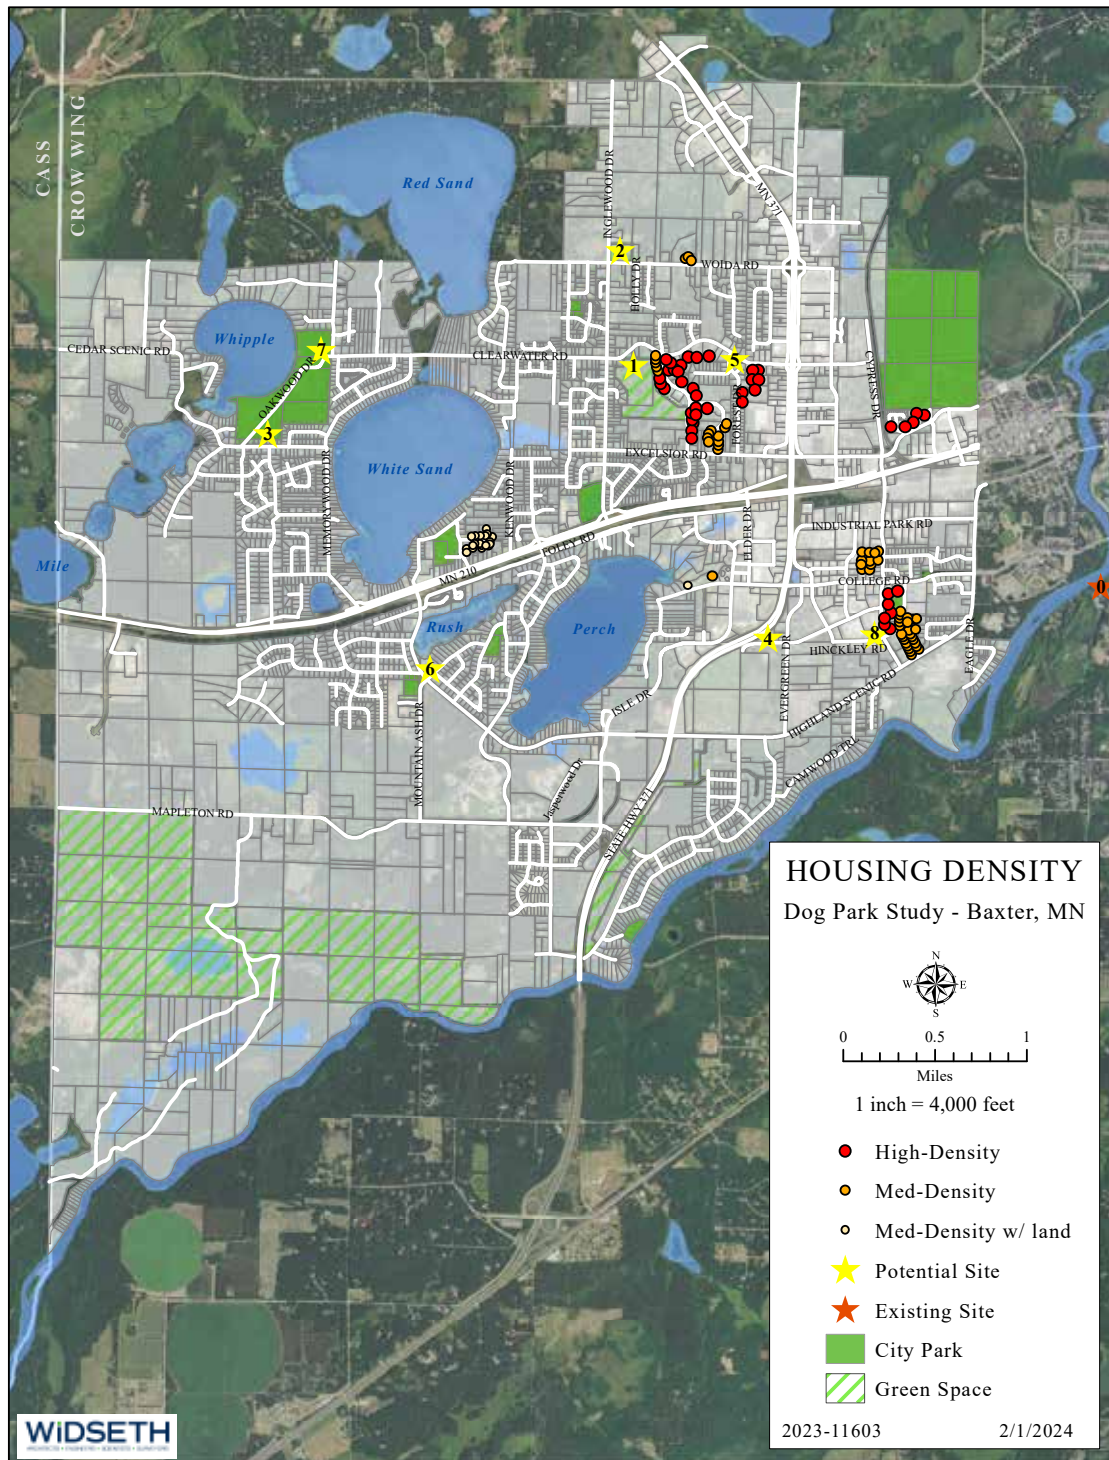 CASS
CROW WING
Red Sand
INGLEWOOD DR
MN 371
2
HOLLY DR
WOIDA RD
Whipple
CEDAR SCENIC RD
7
CLEARWATER RD
1
5
OAKWOOD DR
CYPRESS DR
FOREST DR
3
White Sand
EXCELSIOR RD
MEMORYWOOD DR
KENWOOD DR
INDUSTRIAL PARK RD
FOLEY RD
ELDER DR
Mile
MN 210
COLLEGE RD
0
Rush
Perch
4
8
HINCKLEY RD
EAGLE DR
6
EVERGREEN DR
ISLE DR
HIGHLAND SCENIC RD
MOUNTAIN ASH DR
CAMWOOD TRL
Jasperwood Dr
MAPLETON RD
STATE HWY 371
HOUSING DENSITY
Dog Park Study - Baxter, MN
N
W E
S
0 0.5 1
Miles
1 inch = 4,000 feet
High-Density
Med-Density
Med-Density w/ land
Potential Site
Existing Site
City Park
Green Space
2023-11603 2/1/2024
WiDSETH
ARCHITECTS • ENGINEERS • SCIENTISTS • SURVEYORS